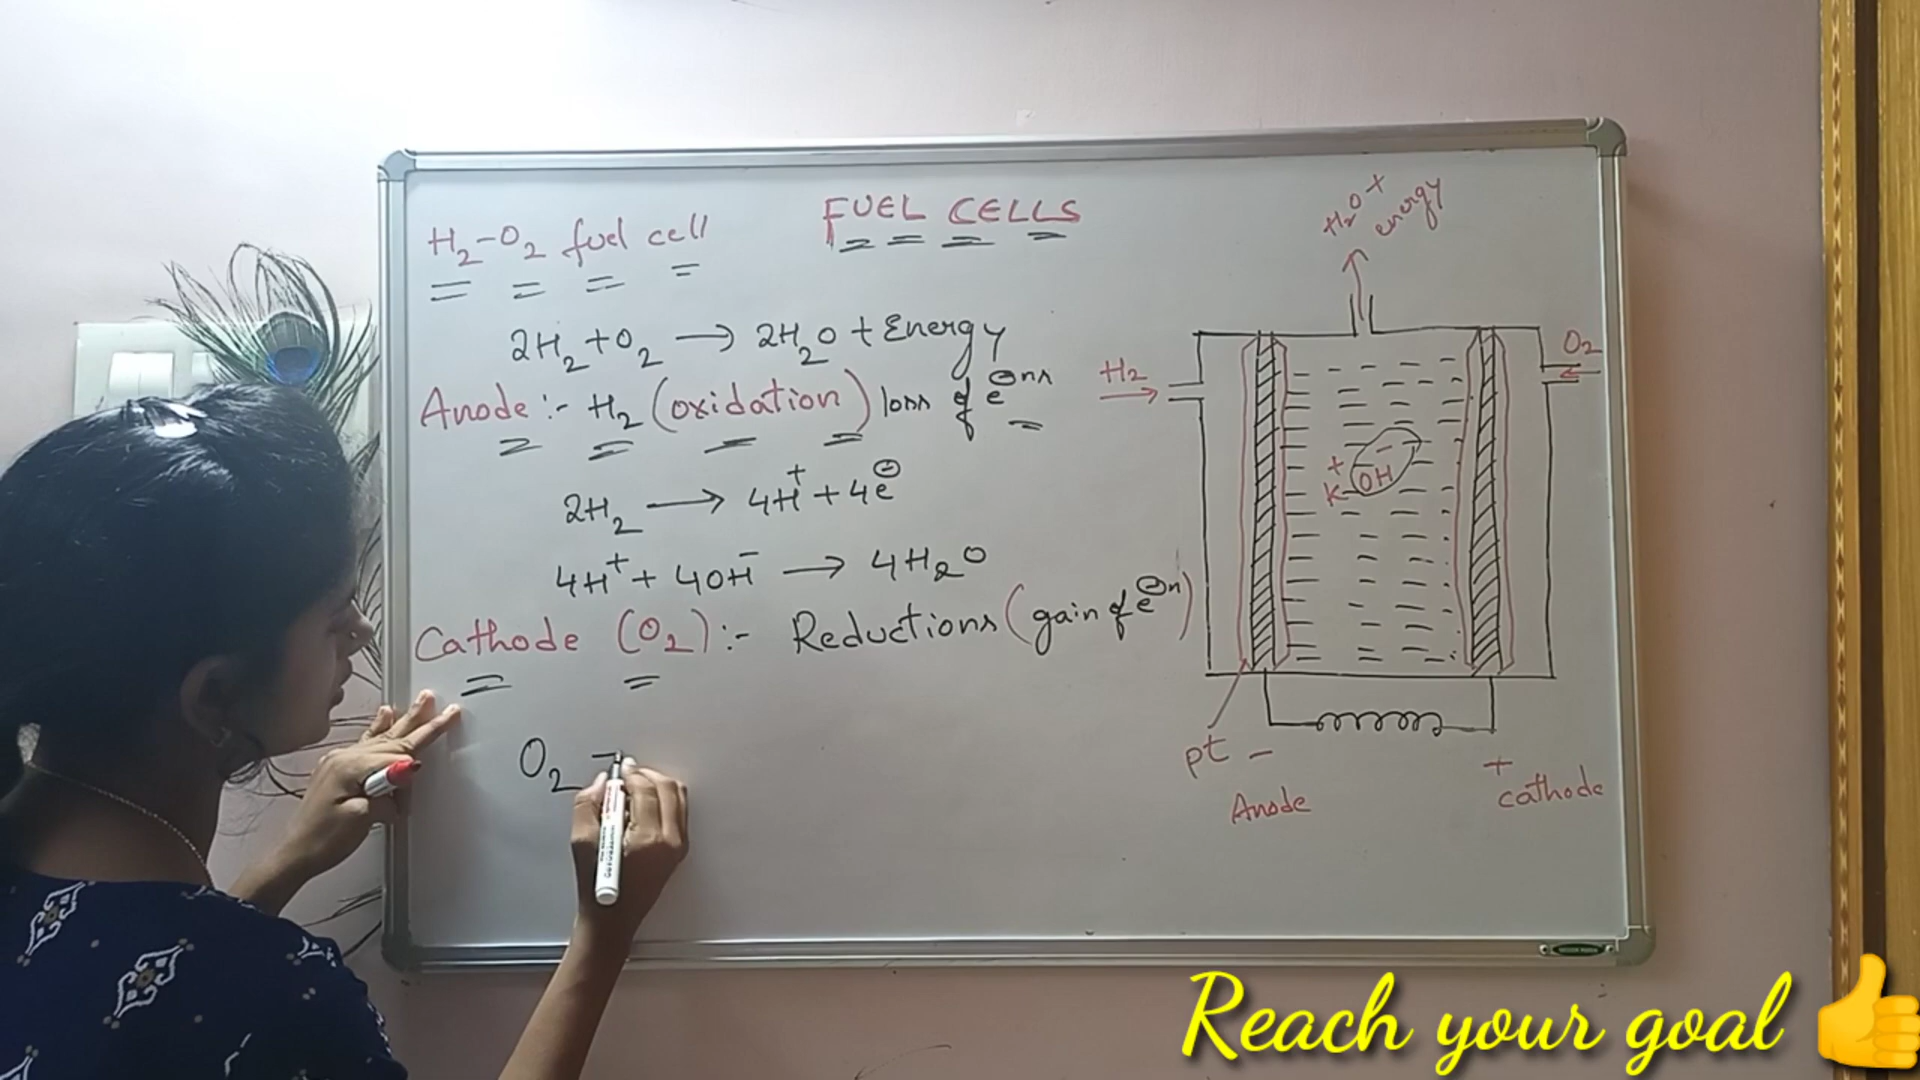 FUEL CELLS
H2-O2 fuel cell
2H2+O2 → 2H2O + Energy
Anode :- H2 (oxidation) loss of e⊖ns
2H2 → 4H+ + 4e⊖
4H+ + 4OH- → 4H2O
Cathode (O2) :- Reductions (gain of e⊖n)
O2 -
H2O +
energy
H2
O2
+
K-OH
pt -
Anode
+
cathode
Reach your goal 👍